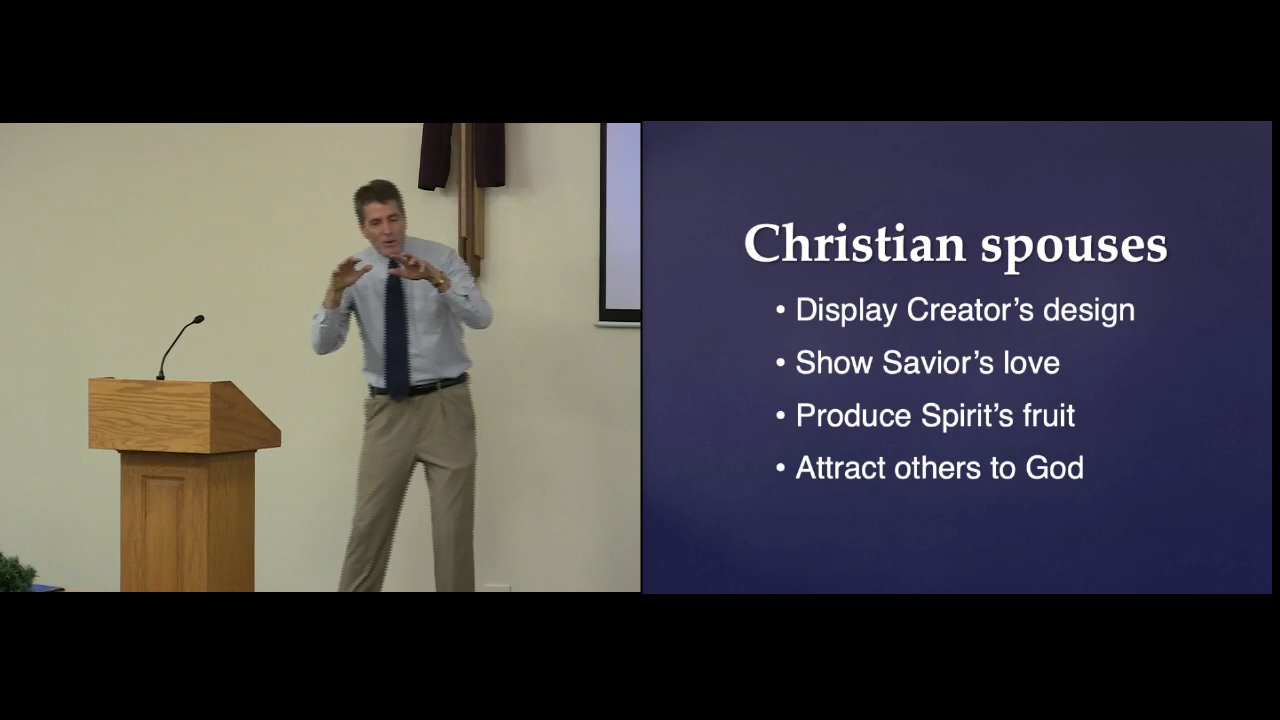 Christian spouses
• Display Creator’s design
• Show Savior’s love
• Produce Spirit’s fruit
• Attract others to God